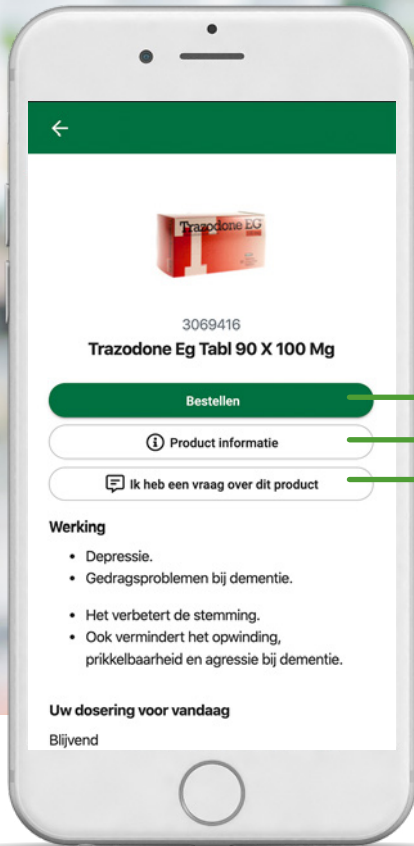 Trazodone EG
3069416
Trazodone Eg Tabl 90 X 100 Mg
Bestellen
Product informatie
Ik heb een vraag over dit product
Werking
• Depressie.
• Gedragsproblemen bij dementie.
• Het verbetert de stemming.
• Ook vermindert het opwinding,
prikkelbaarheid en agressie bij dementie.
Uw dosering voor vandaag
Blijvend